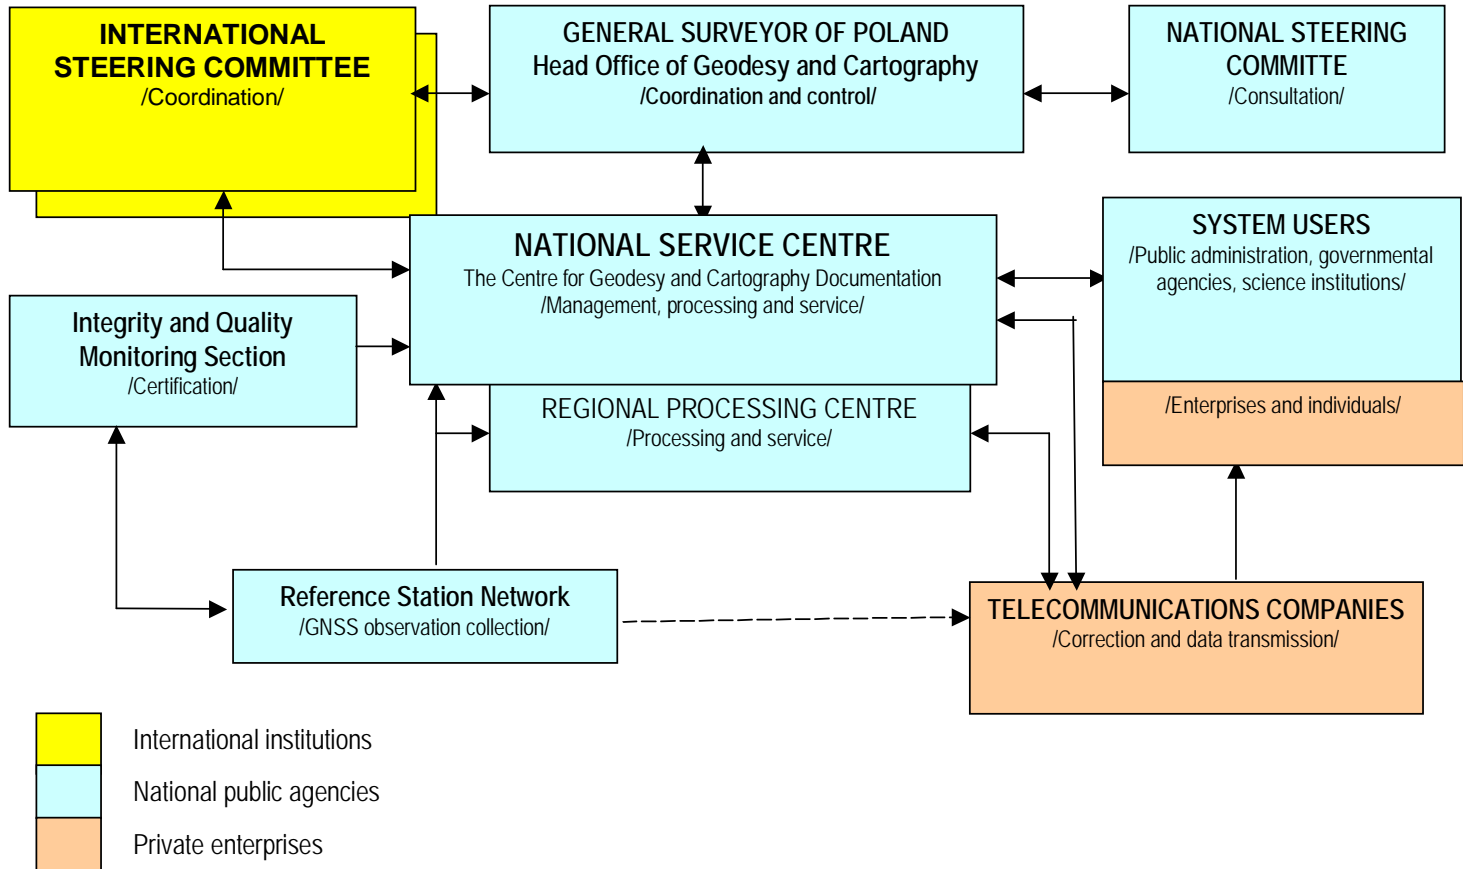 INTERNATIONAL
STEERING COMMITTEE
/Coordination/
GENERAL SURVEYOR OF POLAND
Head Office of Geodesy and Cartography
/Coordination and control/
NATIONAL STEERING
COMMITTE
/Consultation/
NATIONAL SERVICE CENTRE
The Centre for Geodesy and Cartography Documentation
/Management, processing and service/
SYSTEM USERS
/Public administration, governmental
agencies, science institutions/
/Enterprises and individuals/
Integrity and Quality
Monitoring Section
/Certification/
REGIONAL PROCESSING CENTRE
/Processing and service/
Reference Station Network
/GNSS observation collection/
TELECOMMUNICATIONS COMPANIES
/Correction and data transmission/
International institutions
National public agencies
Private enterprises